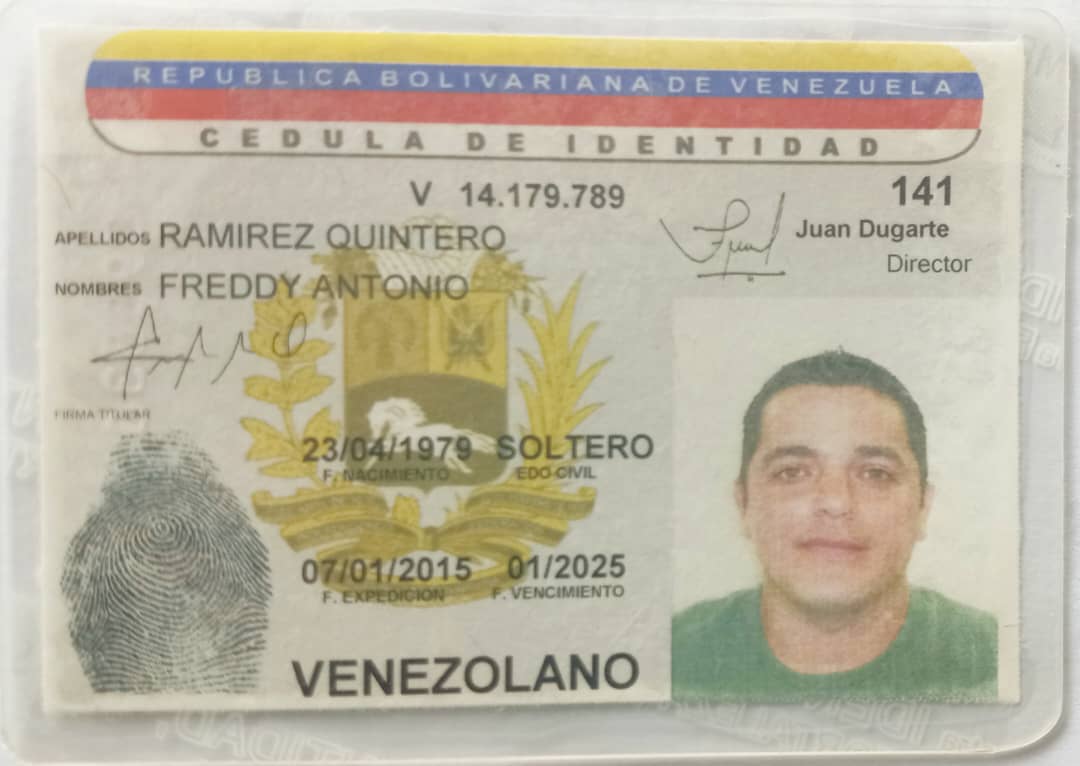 REPUBLICA BOLIVARIANA DE VENEZUELA
CEDULA DE IDENTIDAD
V 14.179.789
141
Juan Dugarte
Director
APELLIDOS RAMIREZ QUINTERO
NOMBRES FREDDY ANTONIO
FIRMA TITULAR
23/04/1979 SOLTERO
F. NACIMIENTO EDO CIVIL
07/01/2015 01/2025
F. EXPEDICION F. VENCIMIENTO
VENEZOLANO